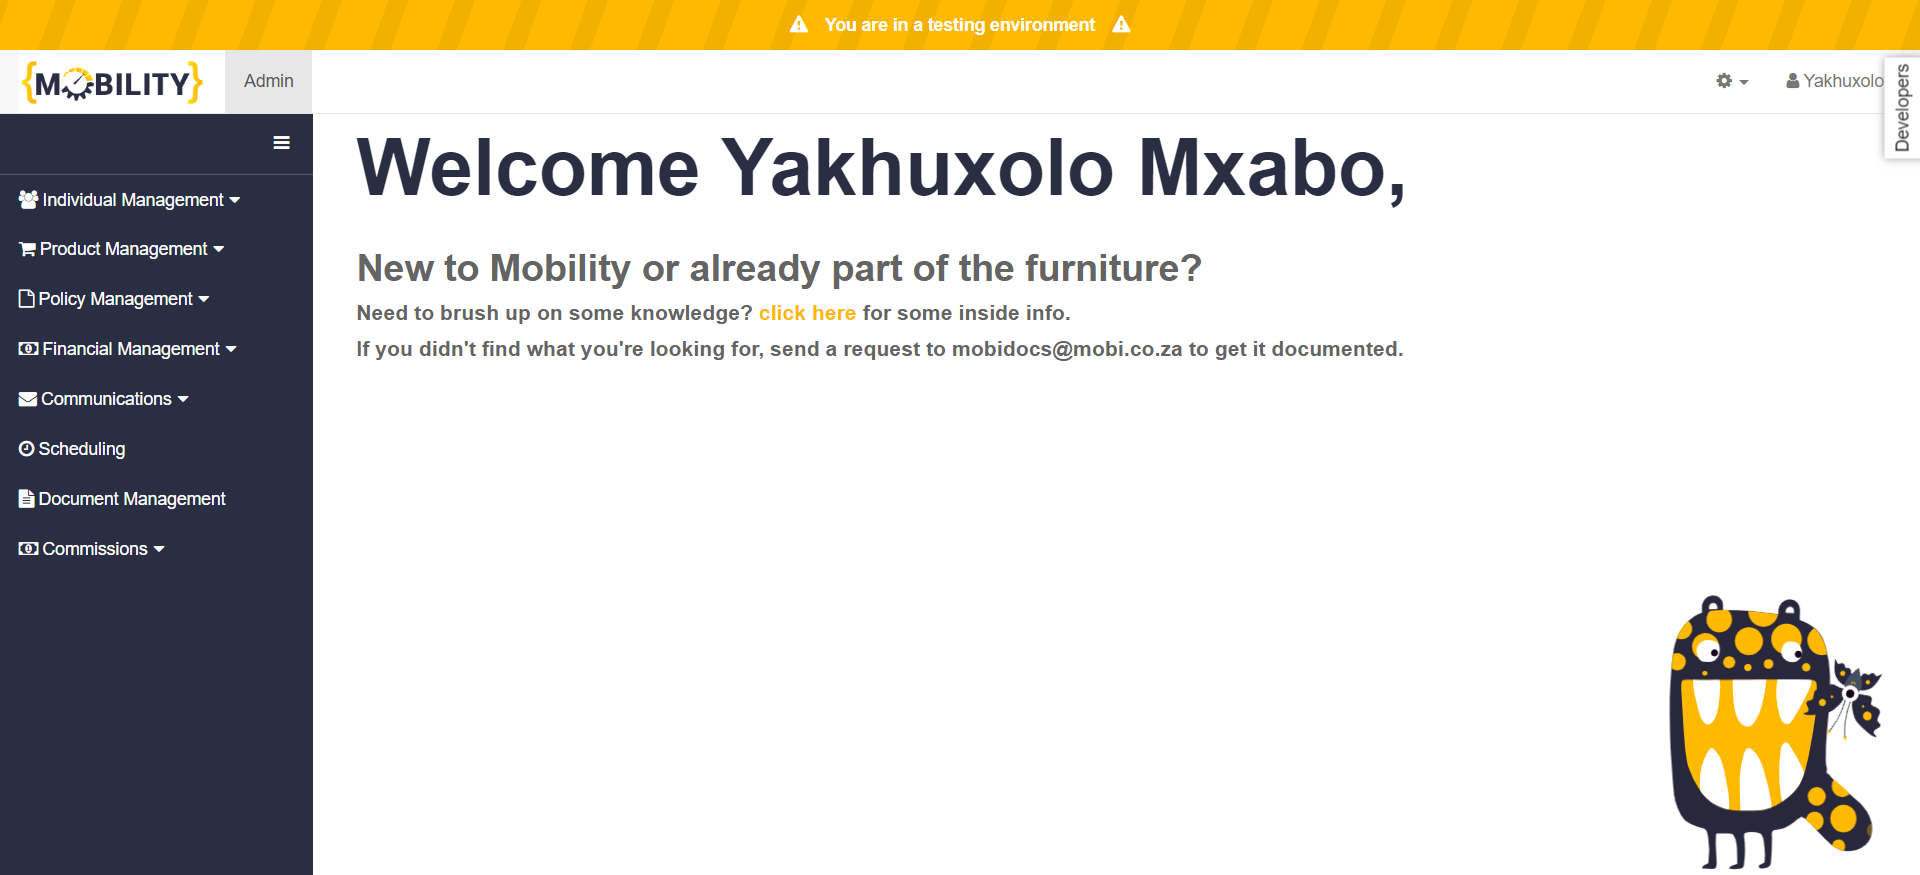 You are in a testing environment
{MOBILITY}
Admin
Yakhuxolo
Developers
Individual Management
Product Management
Policy Management
Financial Management
Communications
Scheduling
Document Management
Commissions
Welcome Yakhuxolo Mxabo,
New to Mobility or already part of the furniture?
Need to brush up on some knowledge? click here for some inside info.
If you didn't find what you're looking for, send a request to mobidocs@mobi.co.za to get it documented.